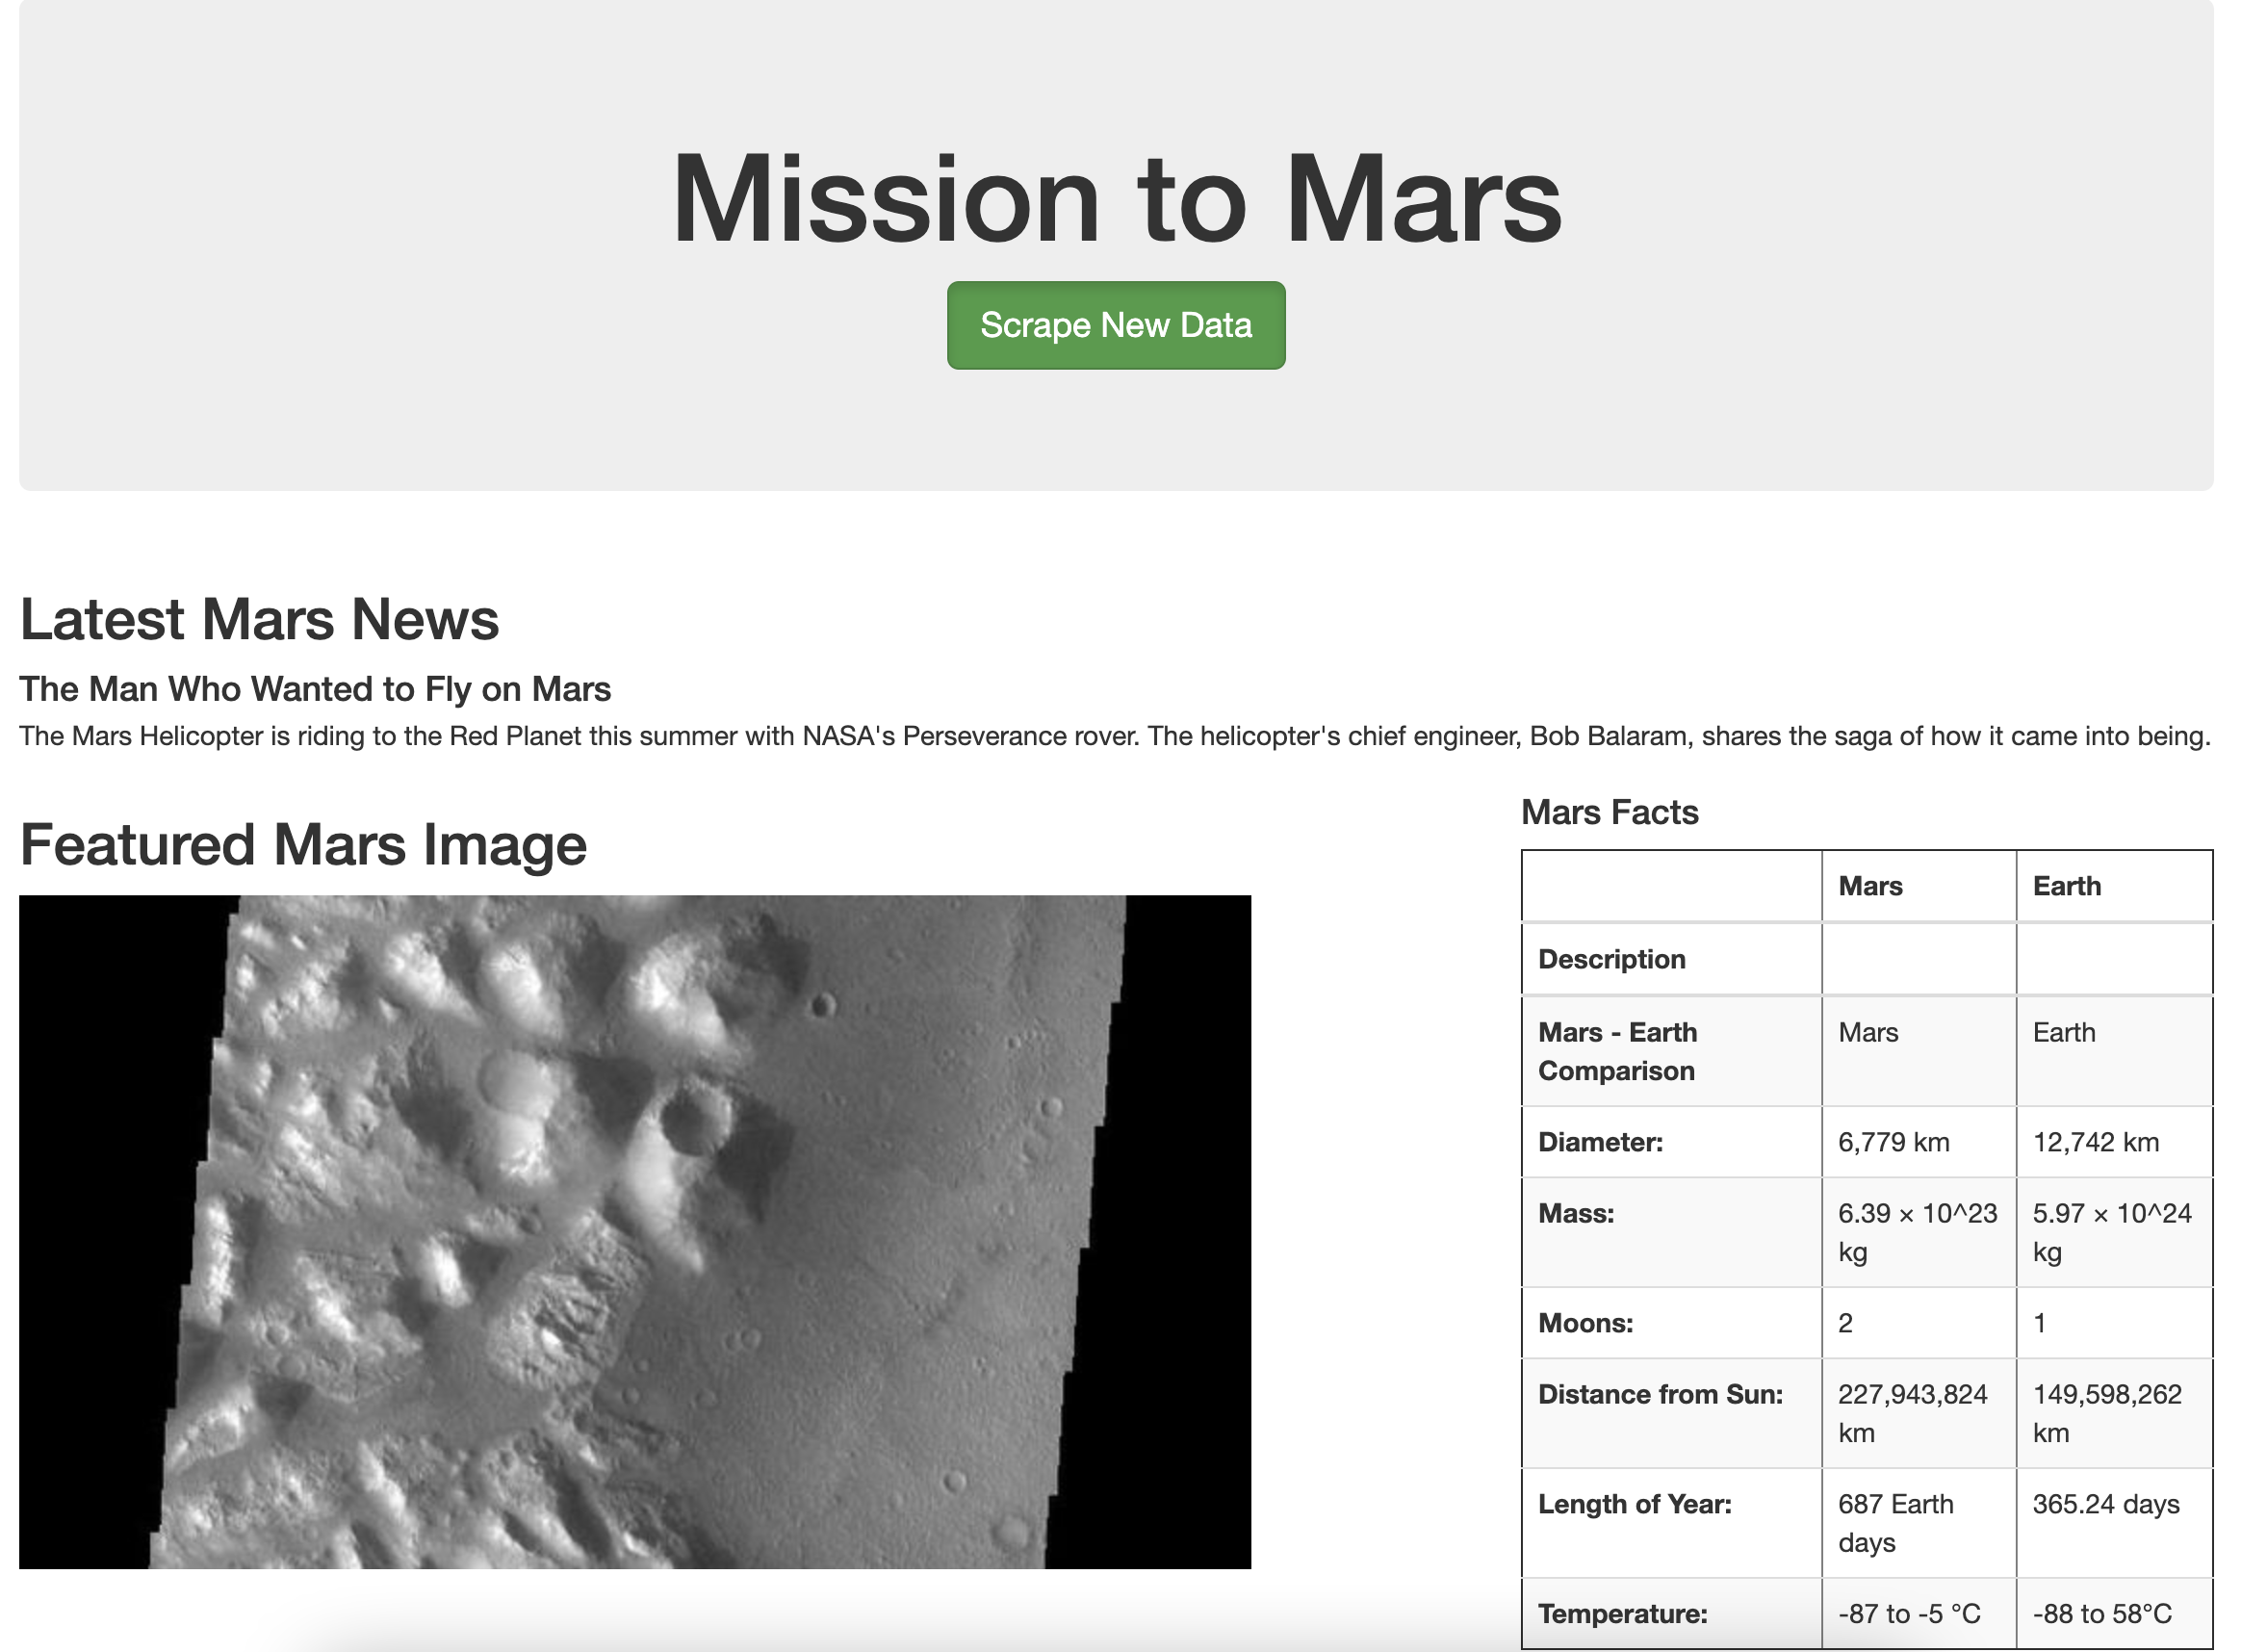 Mission to Mars
Scrape New Data
Latest Mars News
The Man Who Wanted to Fly on Mars
The Mars Helicopter is riding to the Red Planet this summer with NASA's Perseverance rover. The helicopter's chief engineer, Bob Balaram, shares the saga of how it came into being.
Featured Mars Image
Mars Facts
Mars Earth
Description
Mars - Earth Mars Earth
Comparison
Diameter: 6,779 km 12,742 km
Mass: 6.39 × 10^23 5.97 × 10^24
kg kg
Moons: 2 1
Distance from Sun: 227,943,824 149,598,262
km km
Length of Year: 687 Earth 365.24 days
days
Temperature: -87 to -5 °C -88 to 58°C